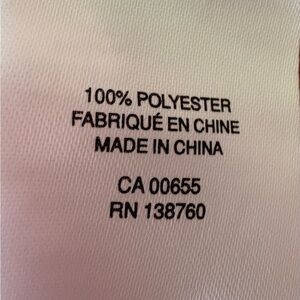 100% POLYESTER
FABRIQUÉ EN CHINE
MADE IN CHINA
CA 00655
RN 138760